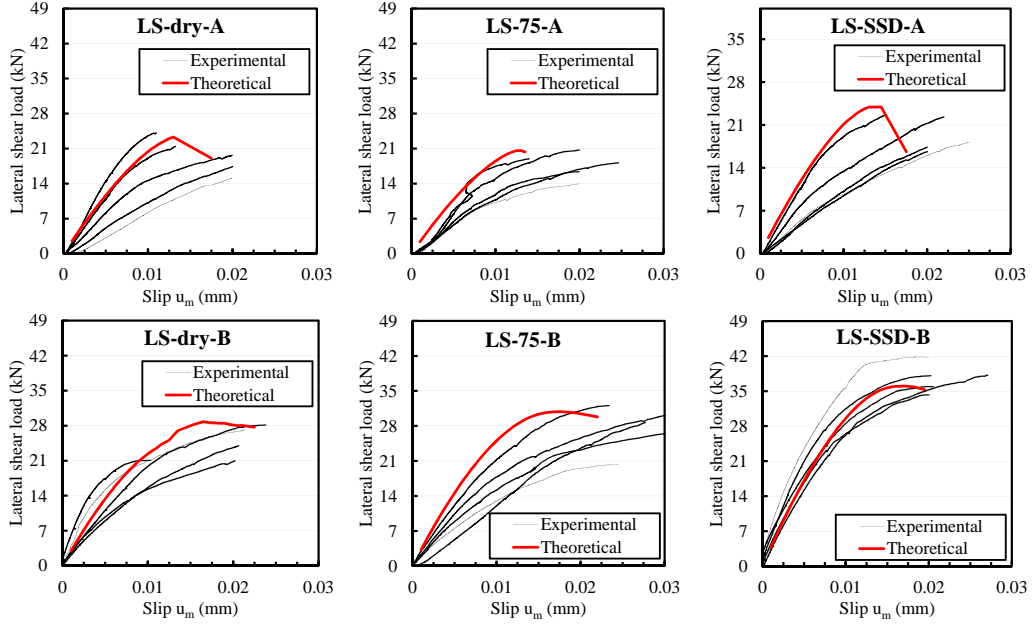 LS-dry-A
Lateral shear load (kN)
49
42
35
28
21
14
7
0
Experimental
Theoretical
0 0.01 0.02 0.03
Slip um (mm)
LS-75-A
Lateral shear load (kN)
49
42
35
28
21
14
7
0
Experimental
Theoretical
0 0.01 0.02 0.03
Slip um (mm)
LS-SSD-A
Lateral shear load (kN)
35
28
21
14
7
0
Experimental
Theoretical
0 0.01 0.02 0.03
Slip um (mm)
LS-dry-B
Lateral shear load (kN)
49
42
35
28
21
14
7
0
Experimental
Theoretical
0 0.01 0.02 0.03
Slip um (mm)
LS-75-B
Lateral shear load (kN)
49
42
35
28
21
14
7
0
Experimental
Theoretical
0 0.01 0.02 0.03
Slip um (mm)
LS-SSD-B
Lateral shear load (kN)
49
42
35
28
21
14
7
0
Experimental
Theoretical
0 0.01 0.02 0.03
Slip um (mm)